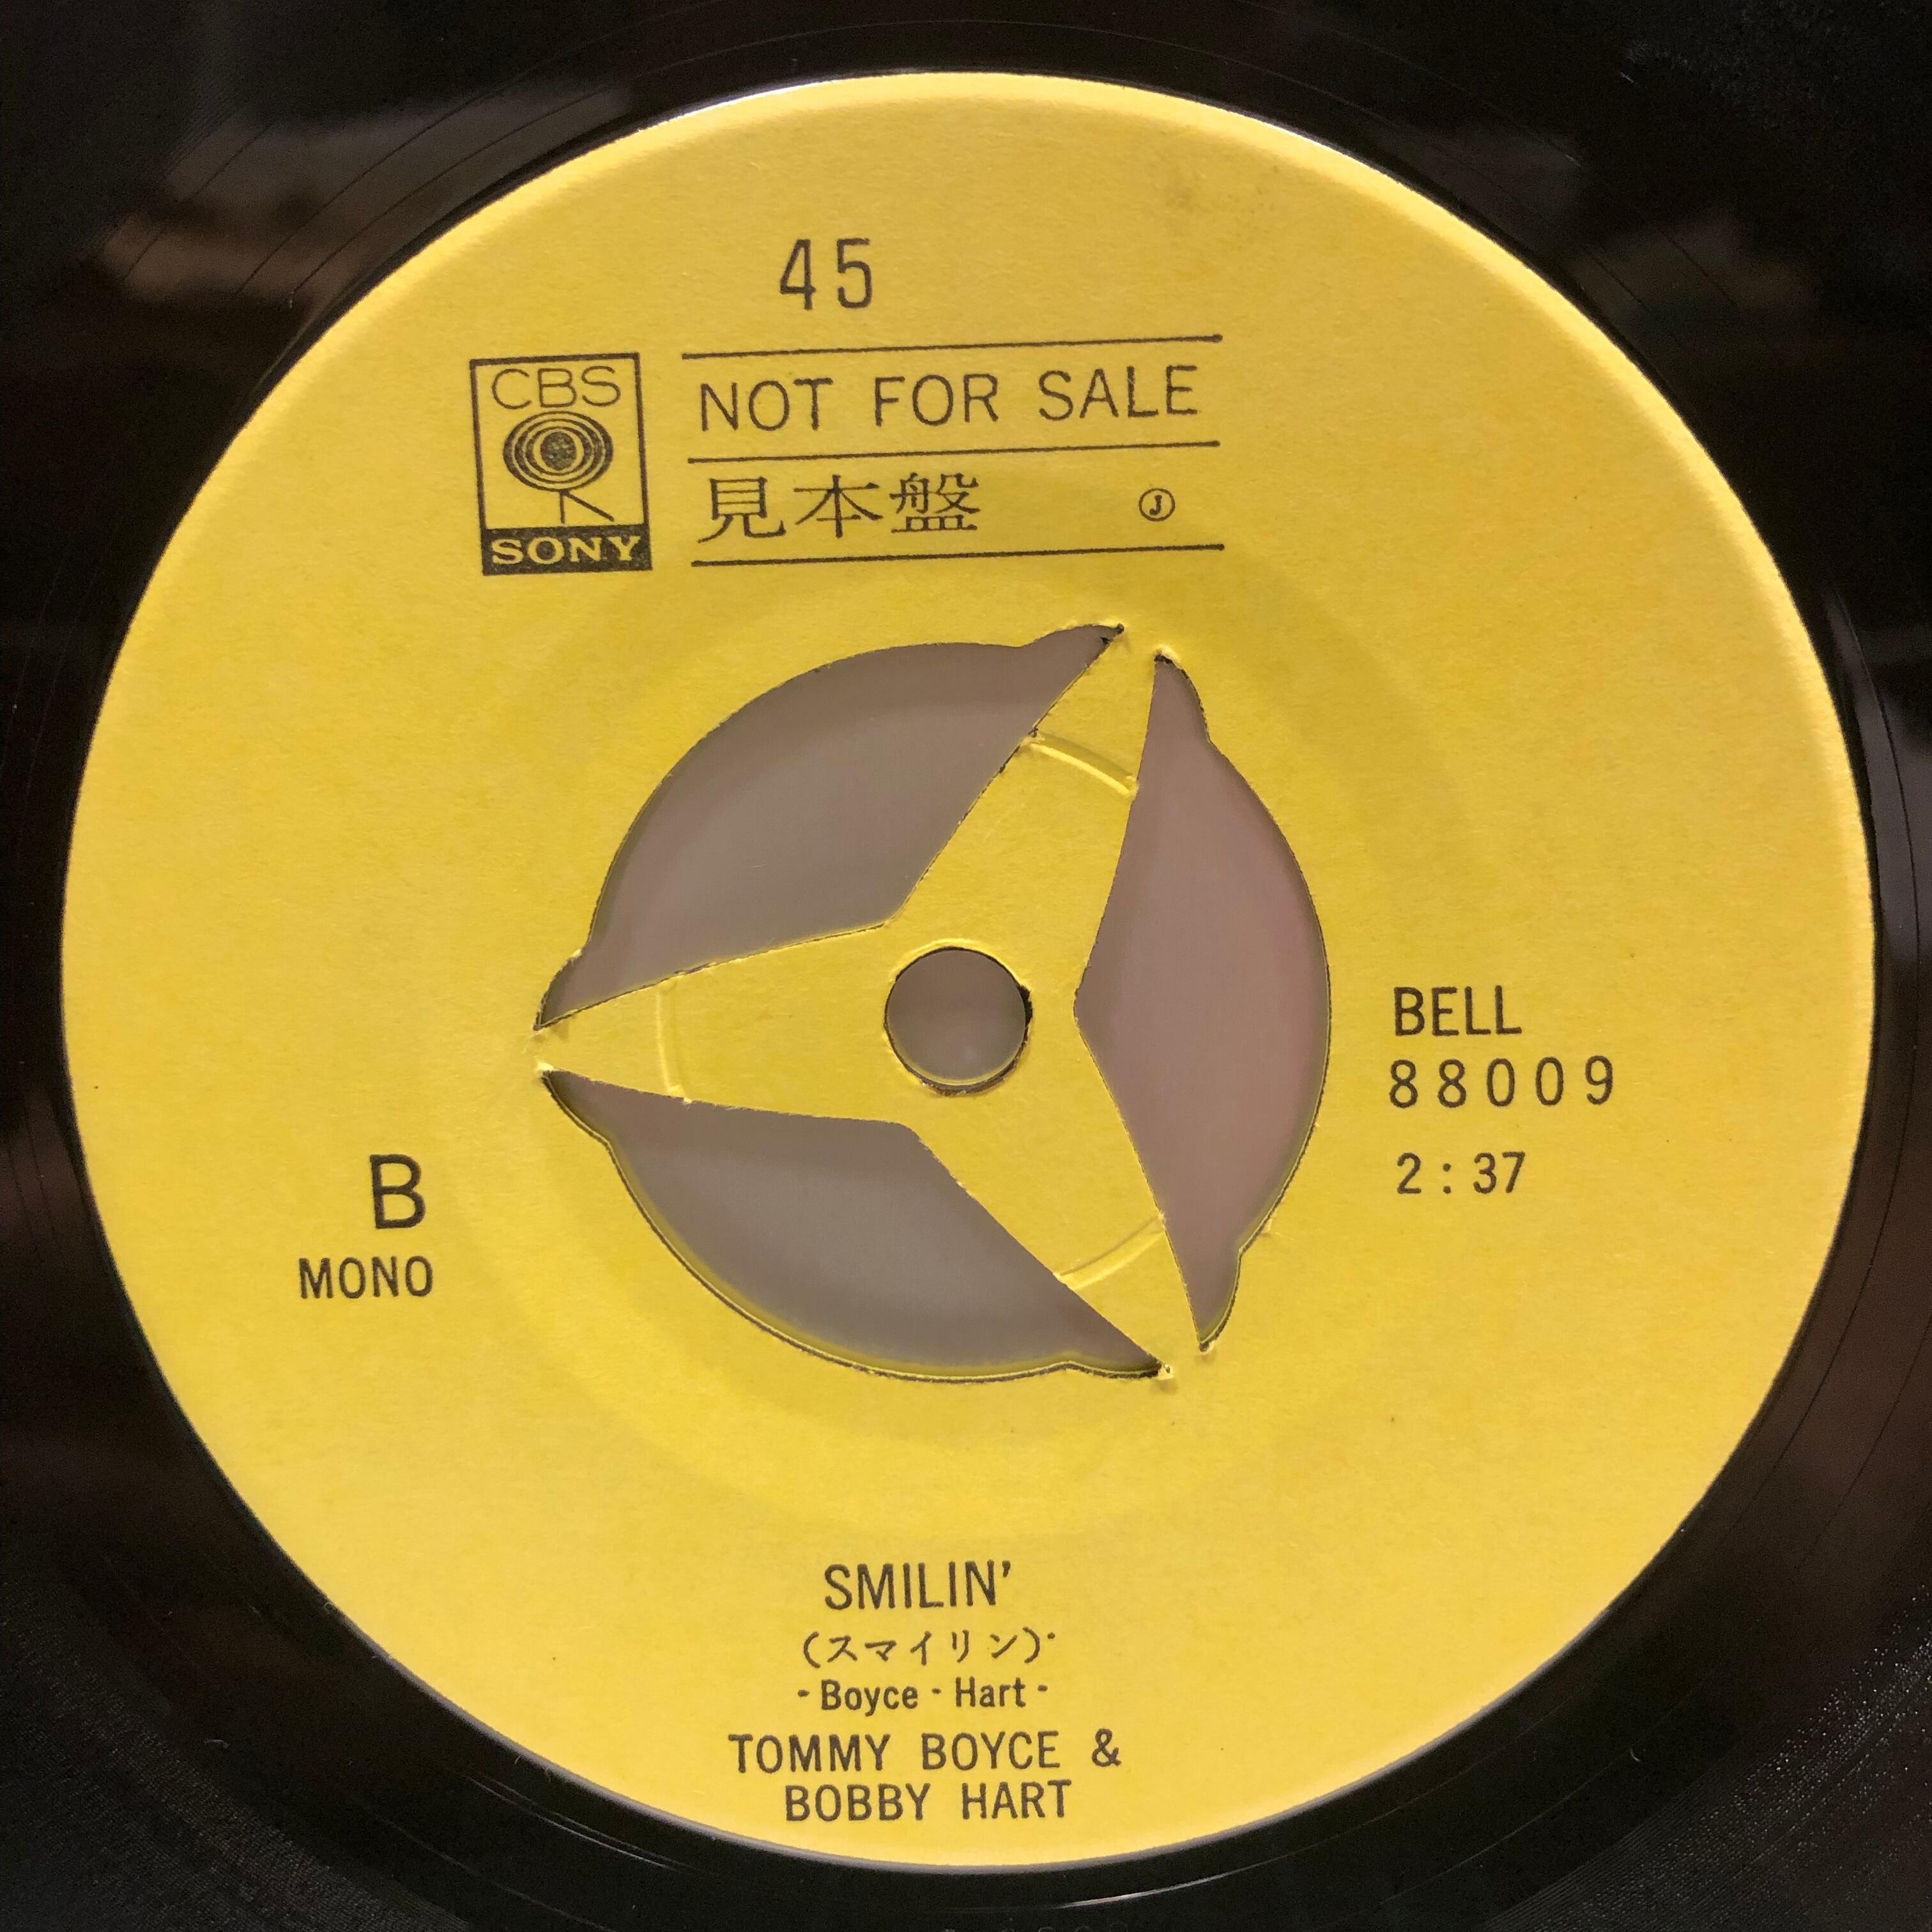 45
CBS
SONY
NOT FOR SALE
見本盤 Ⓙ
BELL
88009
2:37
B
MONO
SMILIN'
(スマイリン)
- Boyce - Hart -
TOMMY BOYCE &
BOBBY HART